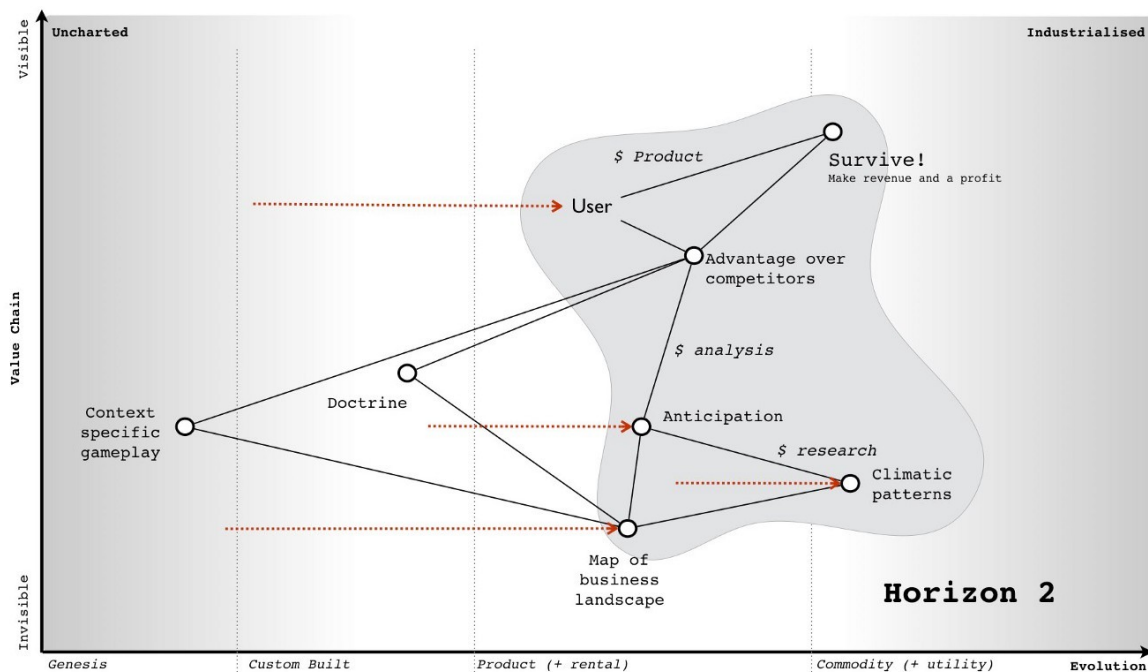 Uncharted
Industrialised
Visible
Value Chain
Invisible
$ Product
Survive!
Make revenue and a profit
User
Advantage over
competitors
$ analysis
Doctrine
Context
specific
gameplay
Anticipation
$ research
Climatic
patterns
Map of
business
landscape
Horizon 2
Genesis
Custom Built
Product (+ rental)
Commodity (+ utility)
Evolution